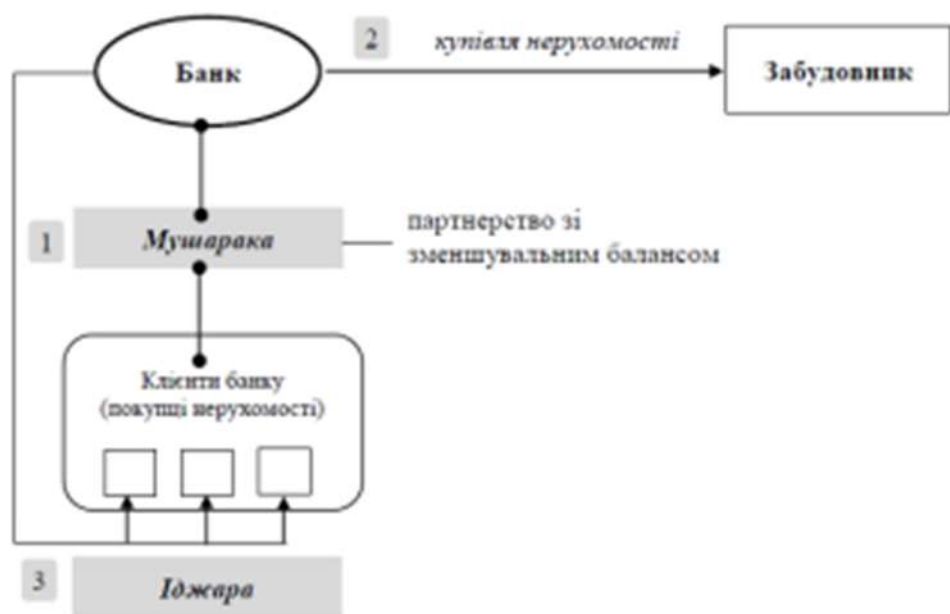 2
купівля нерухомості
Банк
Забудовник
1
Мушарака
партнерство зі
зменшувальним балансом
Клієнти банку
(покупці нерухомості)
3
Іджара